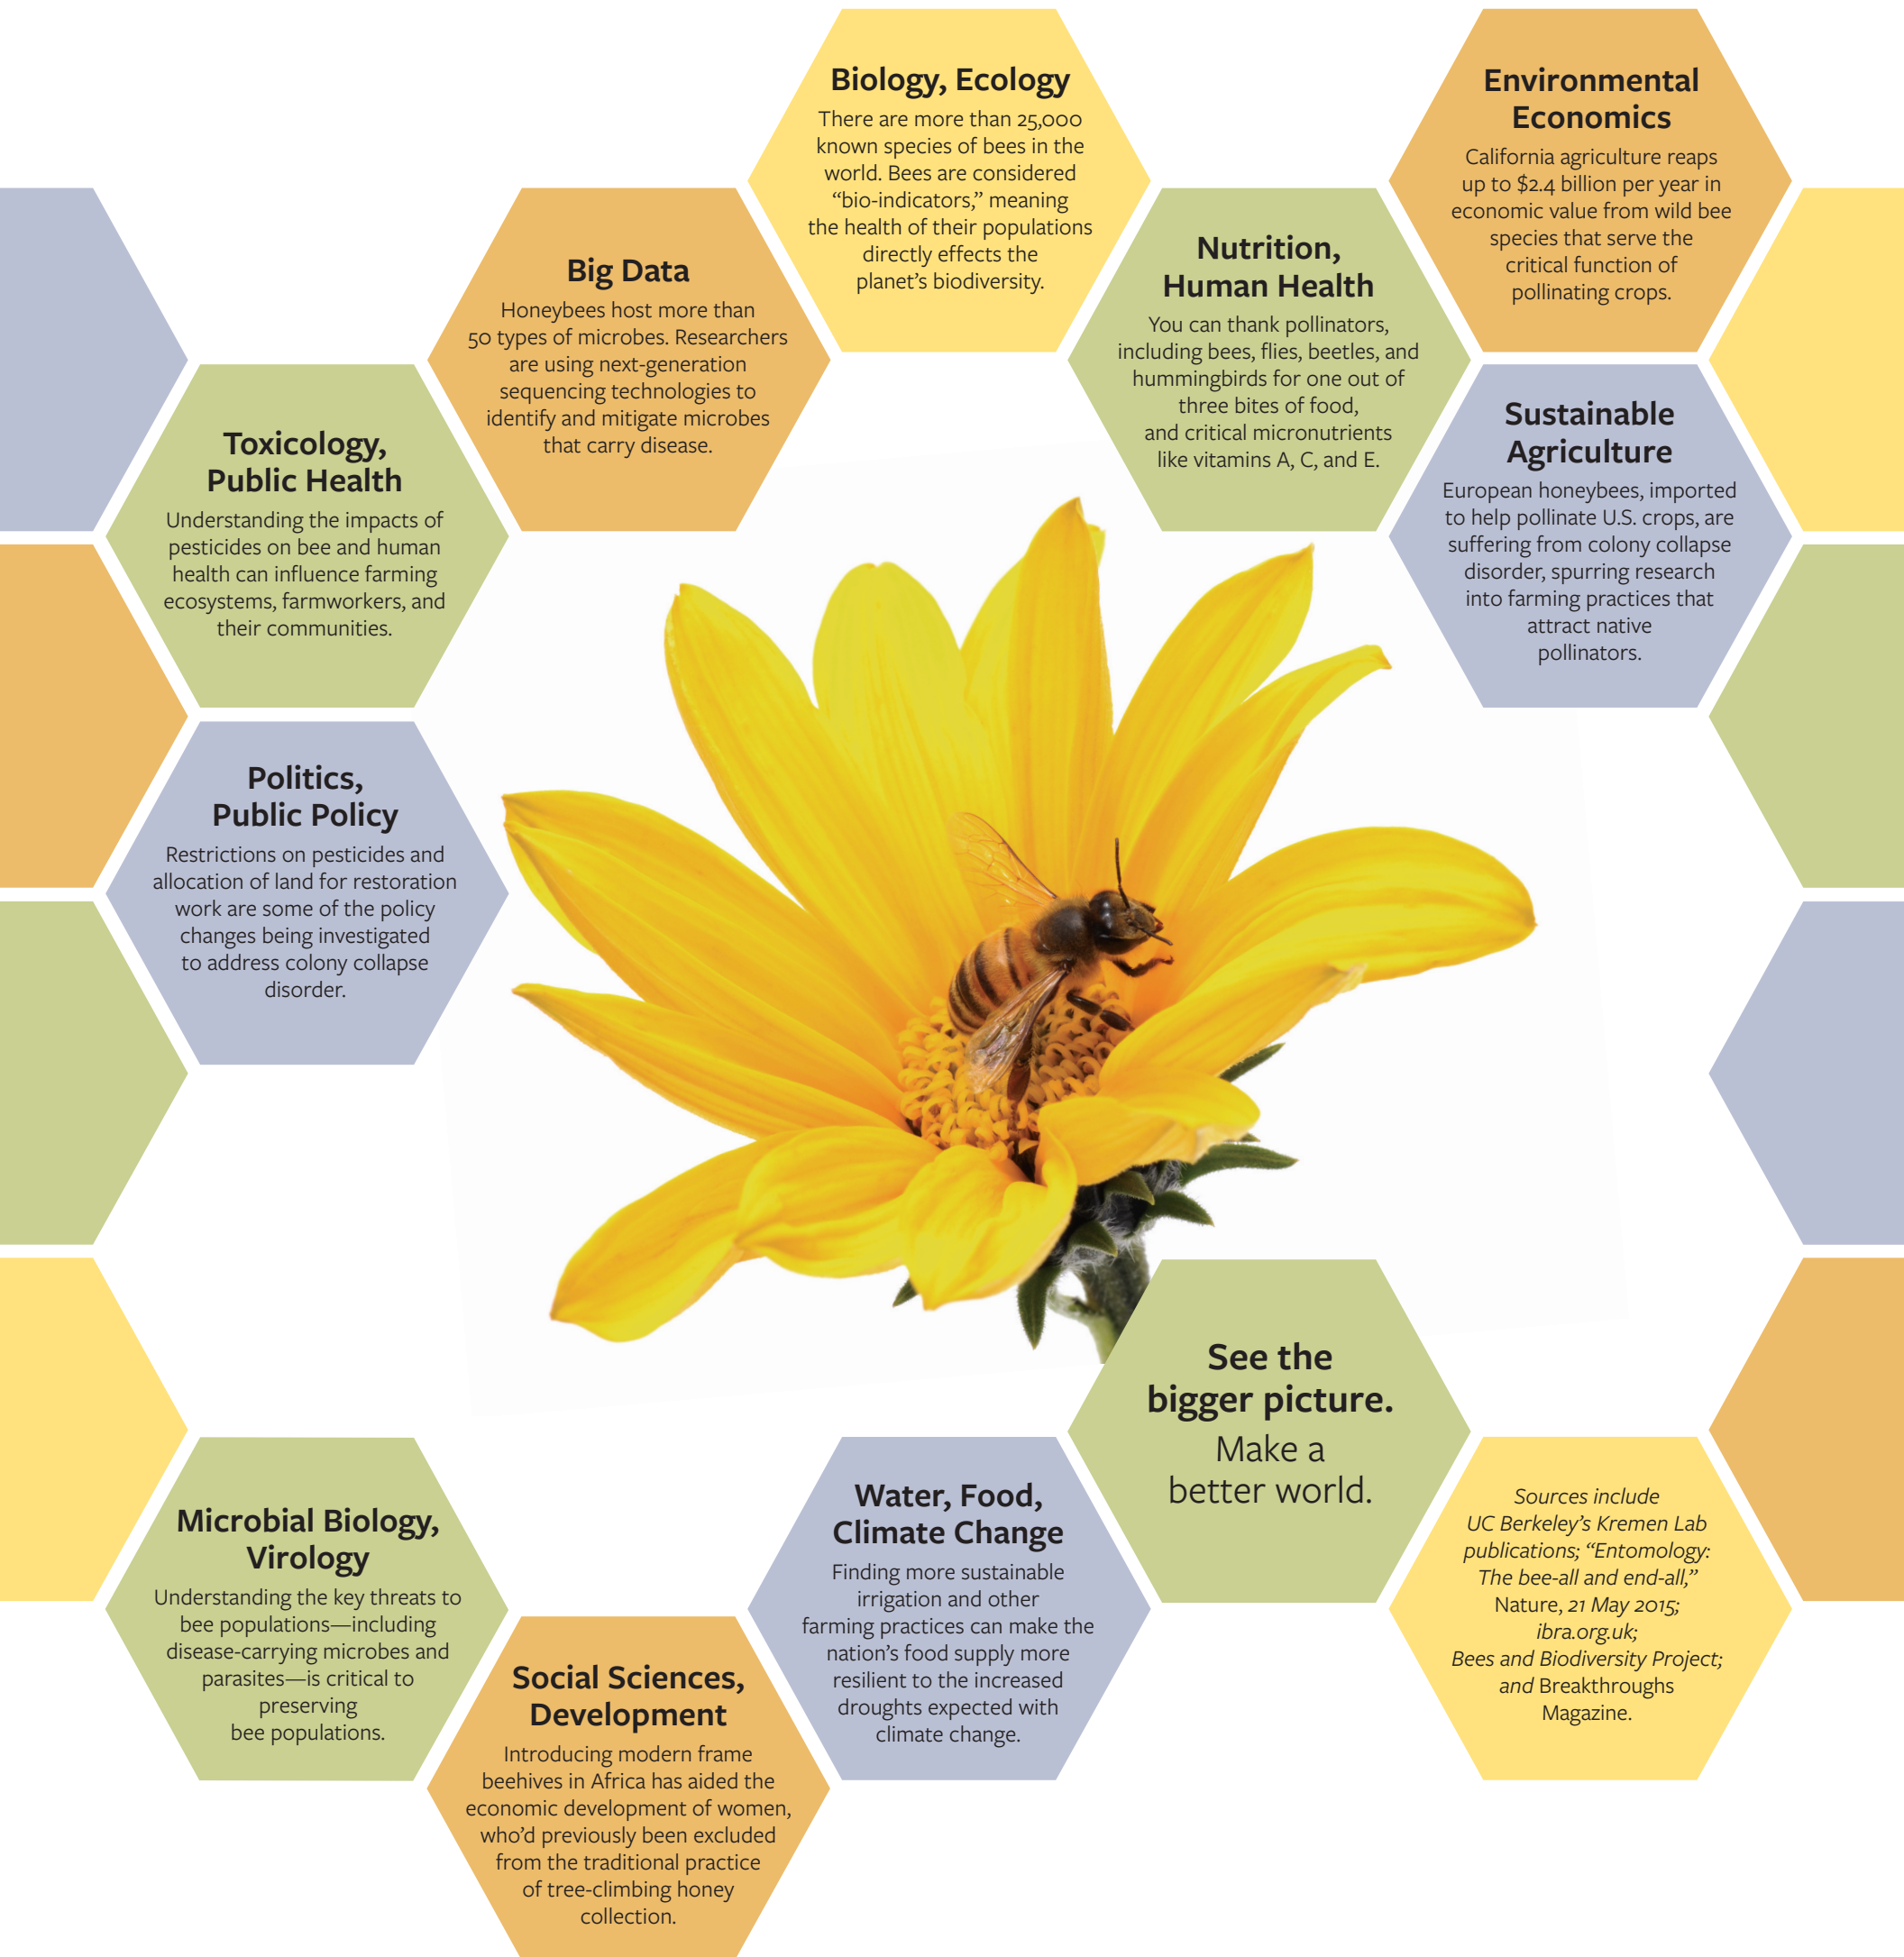 Biology, Ecology
There are more than 25,000
known species of bees in the
world. Bees are considered
“bio-indicators,” meaning
the health of their populations
directly effects the
planet’s biodiversity.
Environmental
Economics
California agriculture reaps
up to $2.4 billion per year in
economic value from wild bee
species that serve the
critical function of
pollinating crops.
Big Data
Honeybees host more than
50 types of microbes. Researchers
are using next-generation
sequencing technologies to
identify and mitigate microbes
that carry disease.
Nutrition,
Human Health
You can thank pollinators,
including bees, flies, beetles, and
hummingbirds for one out of
three bites of food,
and critical micronutrients
like vitamins A, C, and E.
Toxicology,
Public Health
Understanding the impacts of
pesticides on bee and human
health can influence farming
ecosystems, farmworkers, and
their communities.
Sustainable
Agriculture
European honeybees, imported
to help pollinate U.S. crops, are
suffering from colony collapse
disorder, spurring research
into farming practices that
attract native
pollinators.
Politics,
Public Policy
Restrictions on pesticides and
allocation of land for restoration
work are some of the policy
changes being investigated
to address colony collapse
disorder.
See the
bigger picture.
Make a
better world.
Microbial Biology,
Virology
Understanding the key threats to
bee populations—including
disease-carrying microbes and
parasites—is critical to
preserving
bee populations.
Water, Food,
Climate Change
Finding more sustainable
irrigation and other
farming practices can make the
nation’s food supply more
resilient to the increased
droughts expected with
climate change.
Sources include
UC Berkeley’s Kremen Lab
publications; “Entomology:
The bee-all and end-all,”
Nature, 21 May 2015;
ibra.org.uk;
Bees and Biodiversity Project;
and Breakthroughs
Magazine.
Social Sciences,
Development
Introducing modern frame
beehives in Africa has aided the
economic development of women,
who’d previously been excluded
from the traditional practice
of tree-climbing honey
collection.